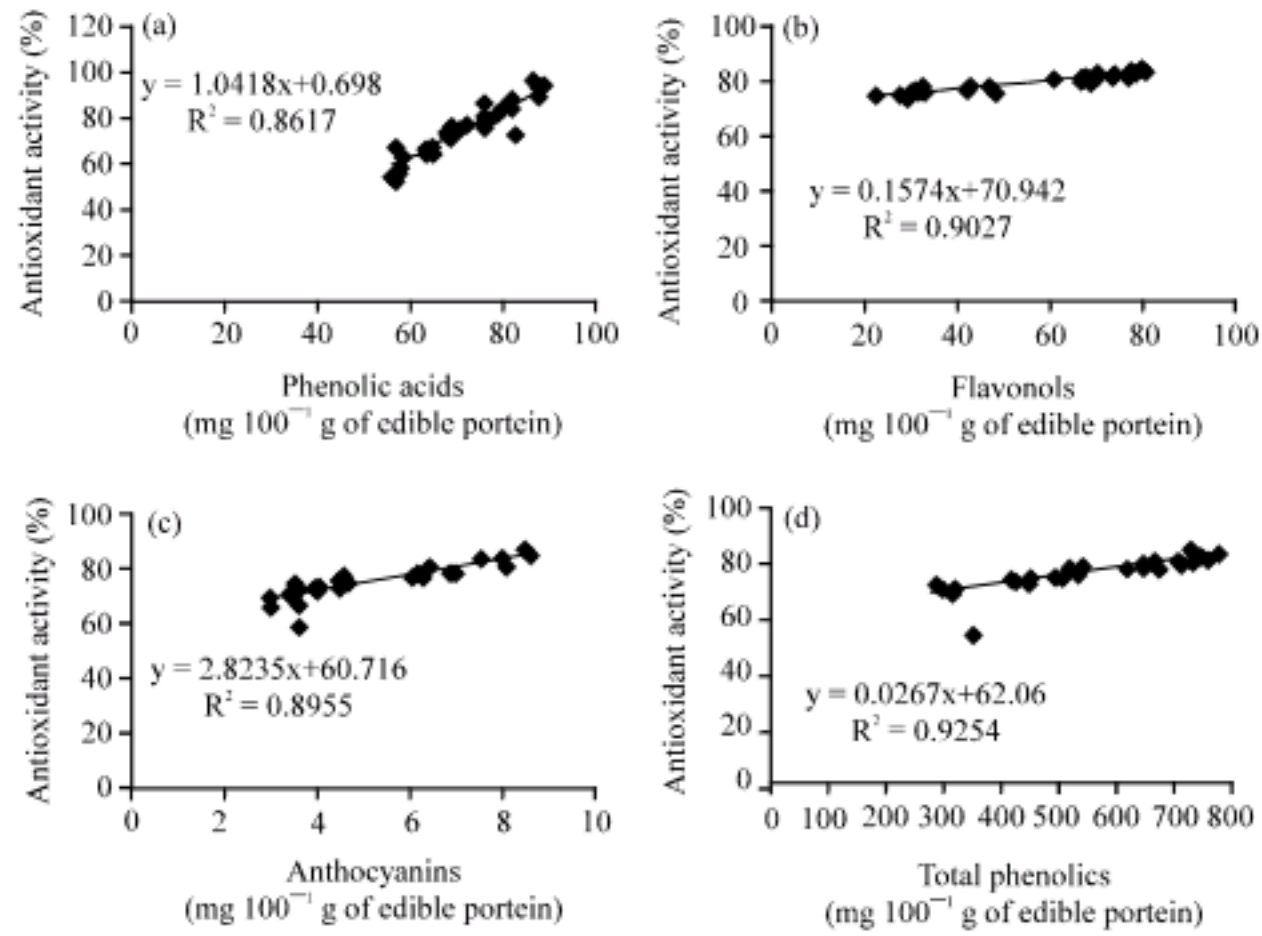 (a)
y = 1.0418x+0.698
R² = 0.8617
Antioxidant activity (%)
120
100
80
60
40
20
0
0 20 40 60 80 100
Phenolic acids
(mg 100⁻¹ g of edible portein)
(b)
y = 0.1574x+70.942
R² = 0.9027
Antioxidant activity (%)
100
80
60
40
20
0
0 20 40 60 80 100
Flavonols
(mg 100⁻¹ g of edible portein)
(c)
y = 2.8235x+60.716
R² = 0.8955
Antioxidant activity (%)
100
80
60
40
20
0
0 2 4 6 8 10
Anthocyanins
(mg 100⁻¹ g of edible portein)
(d)
y = 0.0267x+62.06
R² = 0.9254
Antioxidant activity (%)
100
80
60
40
20
0
0 100 200 300 400 500 600 700 800
Total phenolics
(mg 100⁻¹ g of edible portein)